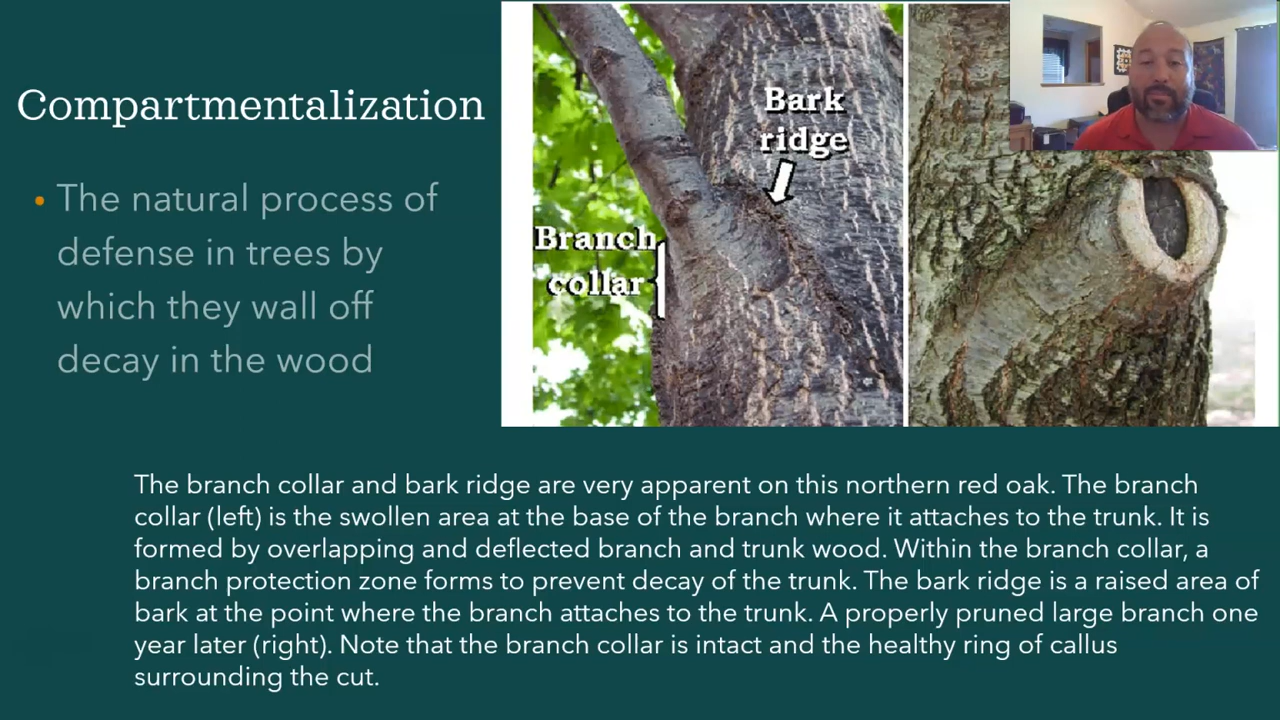 Compartmentalization
• The natural process of
defense in trees by
which they wall off
decay in the wood
Bark
ridge
Branch
collar
The branch collar and bark ridge are very apparent on this northern red oak. The branch
collar (left) is the swollen area at the base of the branch where it attaches to the trunk. It is
formed by overlapping and deflected branch and trunk wood. Within the branch collar, a
branch protection zone forms to prevent decay of the trunk. The bark ridge is a raised area of
bark at the point where the branch attaches to the trunk. A properly pruned large branch one
year later (right). Note that the branch collar is intact and the healthy ring of callus
surrounding the cut.